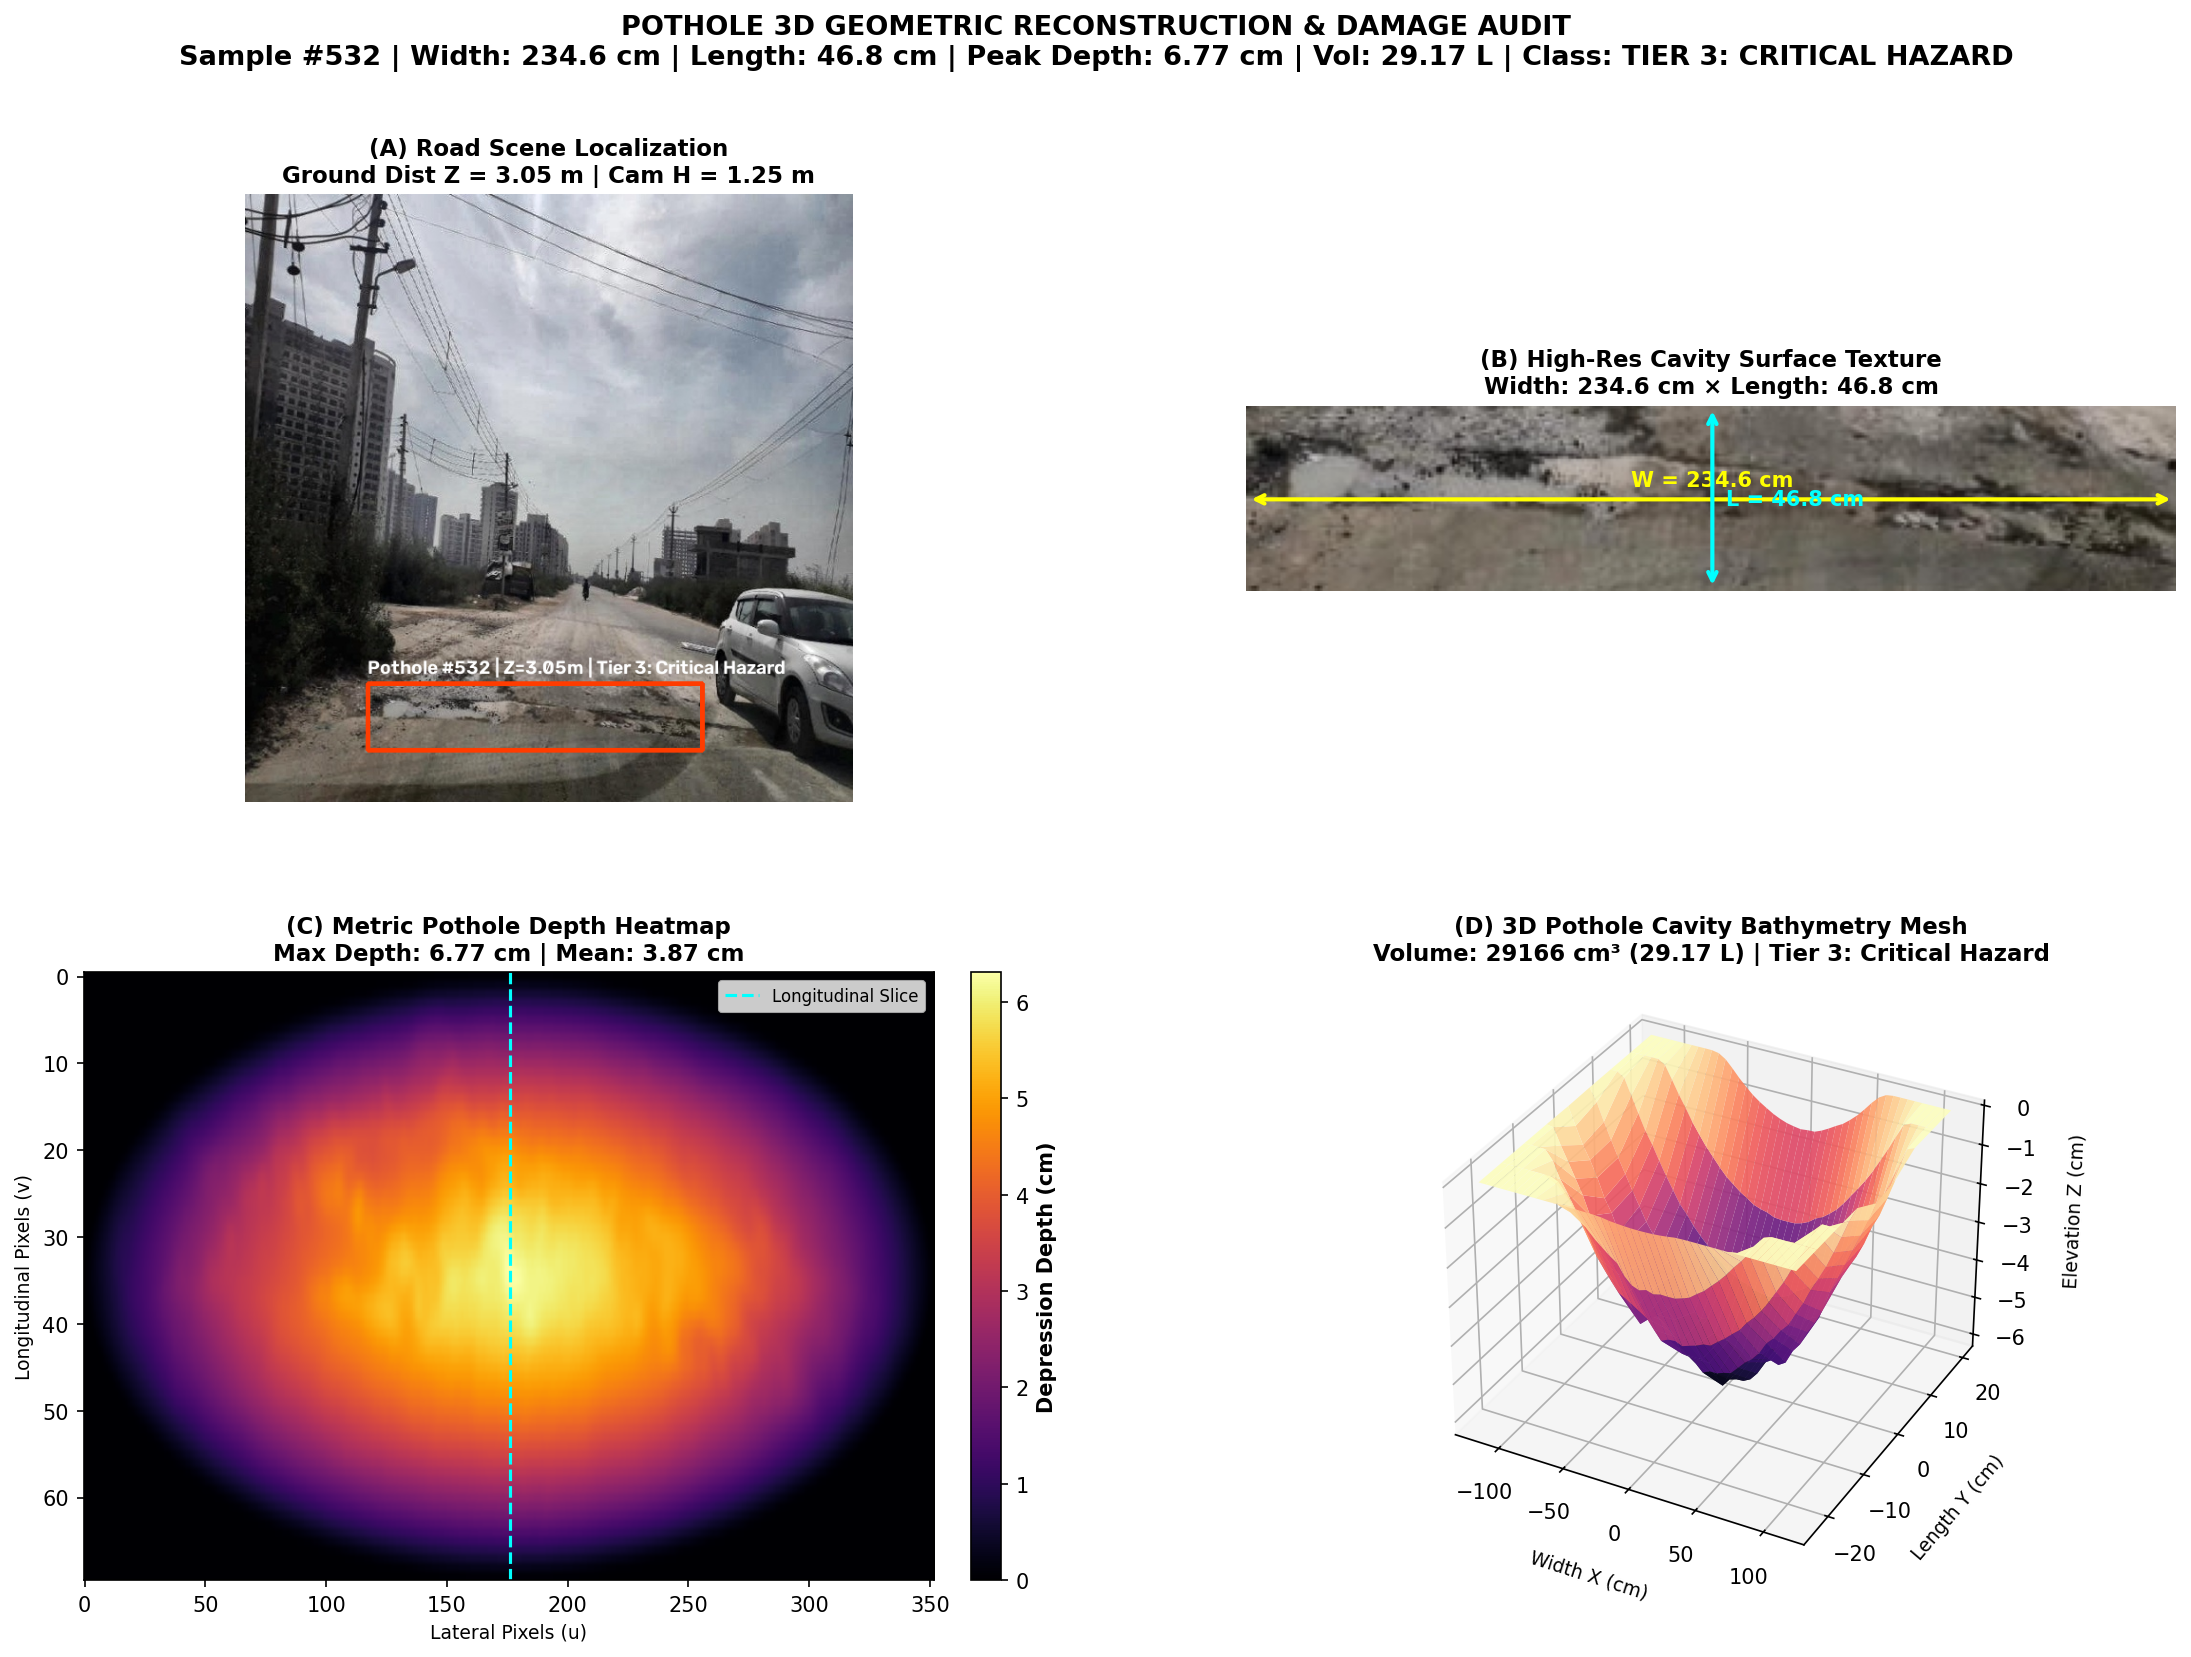 POTHOLE 3D GEOMETRIC RECONSTRUCTION & DAMAGE AUDIT
Sample #532 | Width: 234.6 cm | Length: 46.8 cm | Peak Depth: 6.77 cm | Vol: 29.17 L | Class: TIER 3: CRITICAL HAZARD
(A) Road Scene Localization
Ground Dist Z = 3.05 m | Cam H = 1.25 m
Pothole #532 | Z=3.05m | Tier 3: Critical Hazard
(B) High-Res Cavity Surface Texture
Width: 234.6 cm × Length: 46.8 cm
W = 234.6 cm
L = 46.8 cm
(C) Metric Pothole Depth Heatmap
Max Depth: 6.77 cm | Mean: 3.87 cm
Longitudinal Slice
0
10
20
30
40
50
60
Longitudinal Pixels (v)
0 50 100 150 200 250 300 350
Lateral Pixels (u)
6
5
4
3
2
1
0
Depression Depth (cm)
(D) 3D Pothole Cavity Bathymetry Mesh
Volume: 29166 cm³ (29.17 L) | Tier 3: Critical Hazard
0
−1
−2
−3
−4
−5
−6
Elevation Z (cm)
20
10
0
−10
−20
Length Y (cm)
−100
−50
0
50
100
Width X (cm)